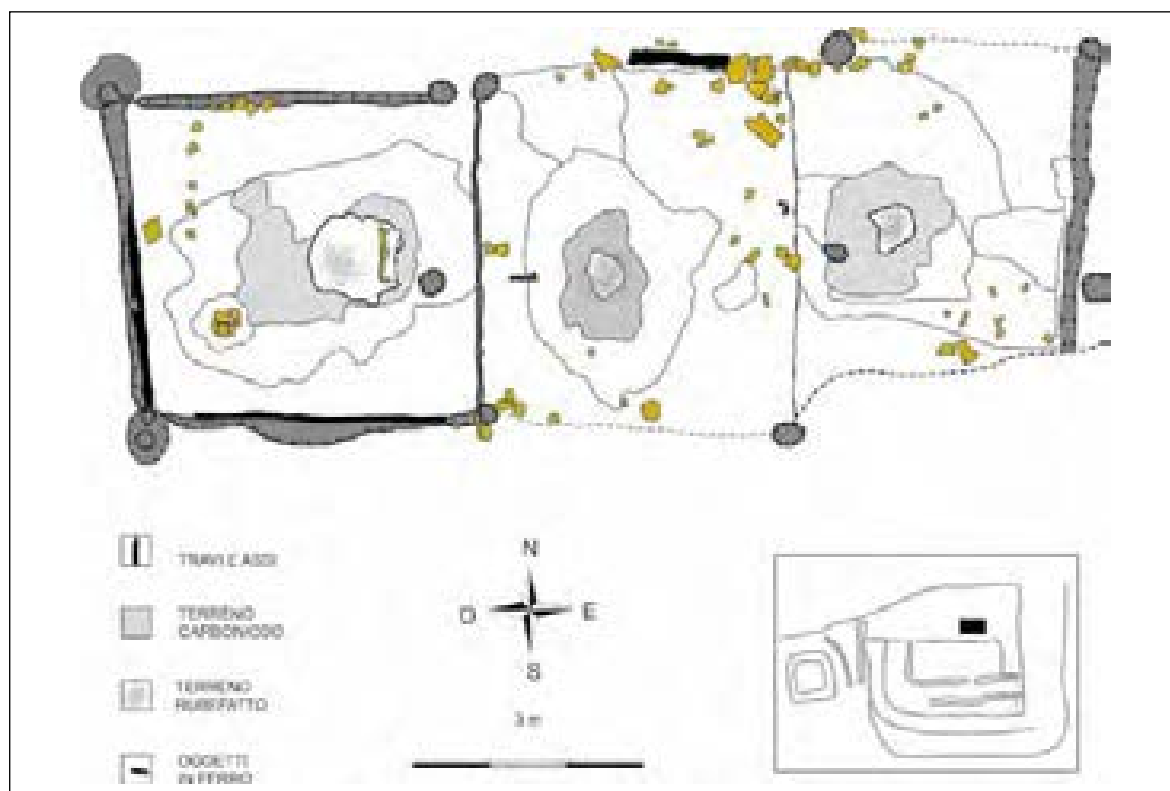 TRAVI E ASSI
TERRENO
CARBONIOSO
TERRENO
RUBEFATTO
OGGETTI
IN FERRO
N
O
E
S
3 m